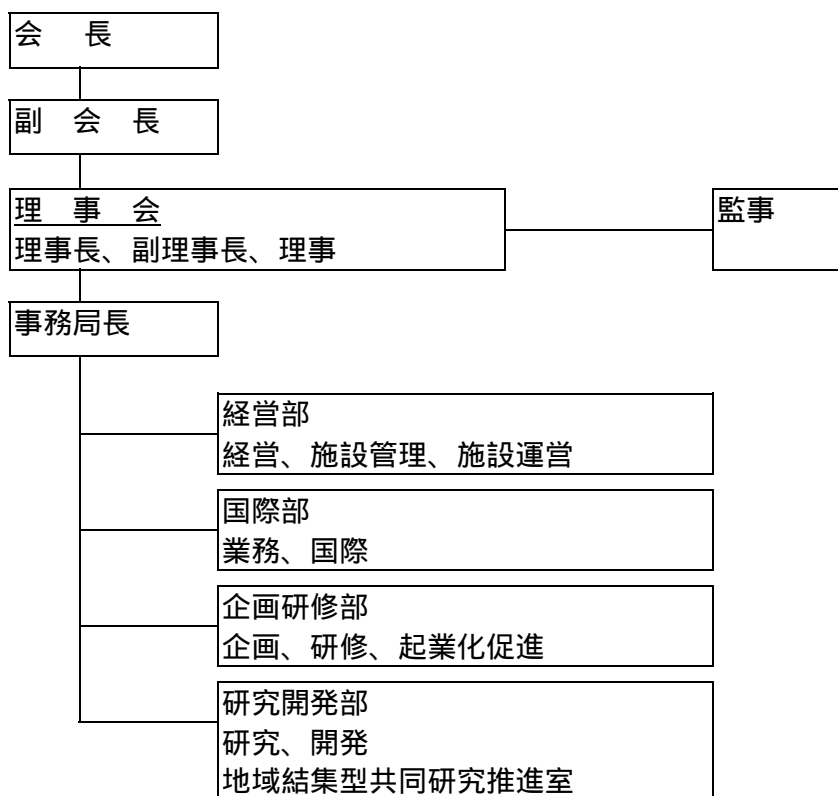 会 長
副 会 長
理 事 会
理事長、副理事長、理事
監事
事務局長
経営部
経営、施設管理、施設運営
国際部
業務、国際
企画研修部
企画、研修、起業化促進
研究開発部
研究、開発
地域結集型共同研究推進室